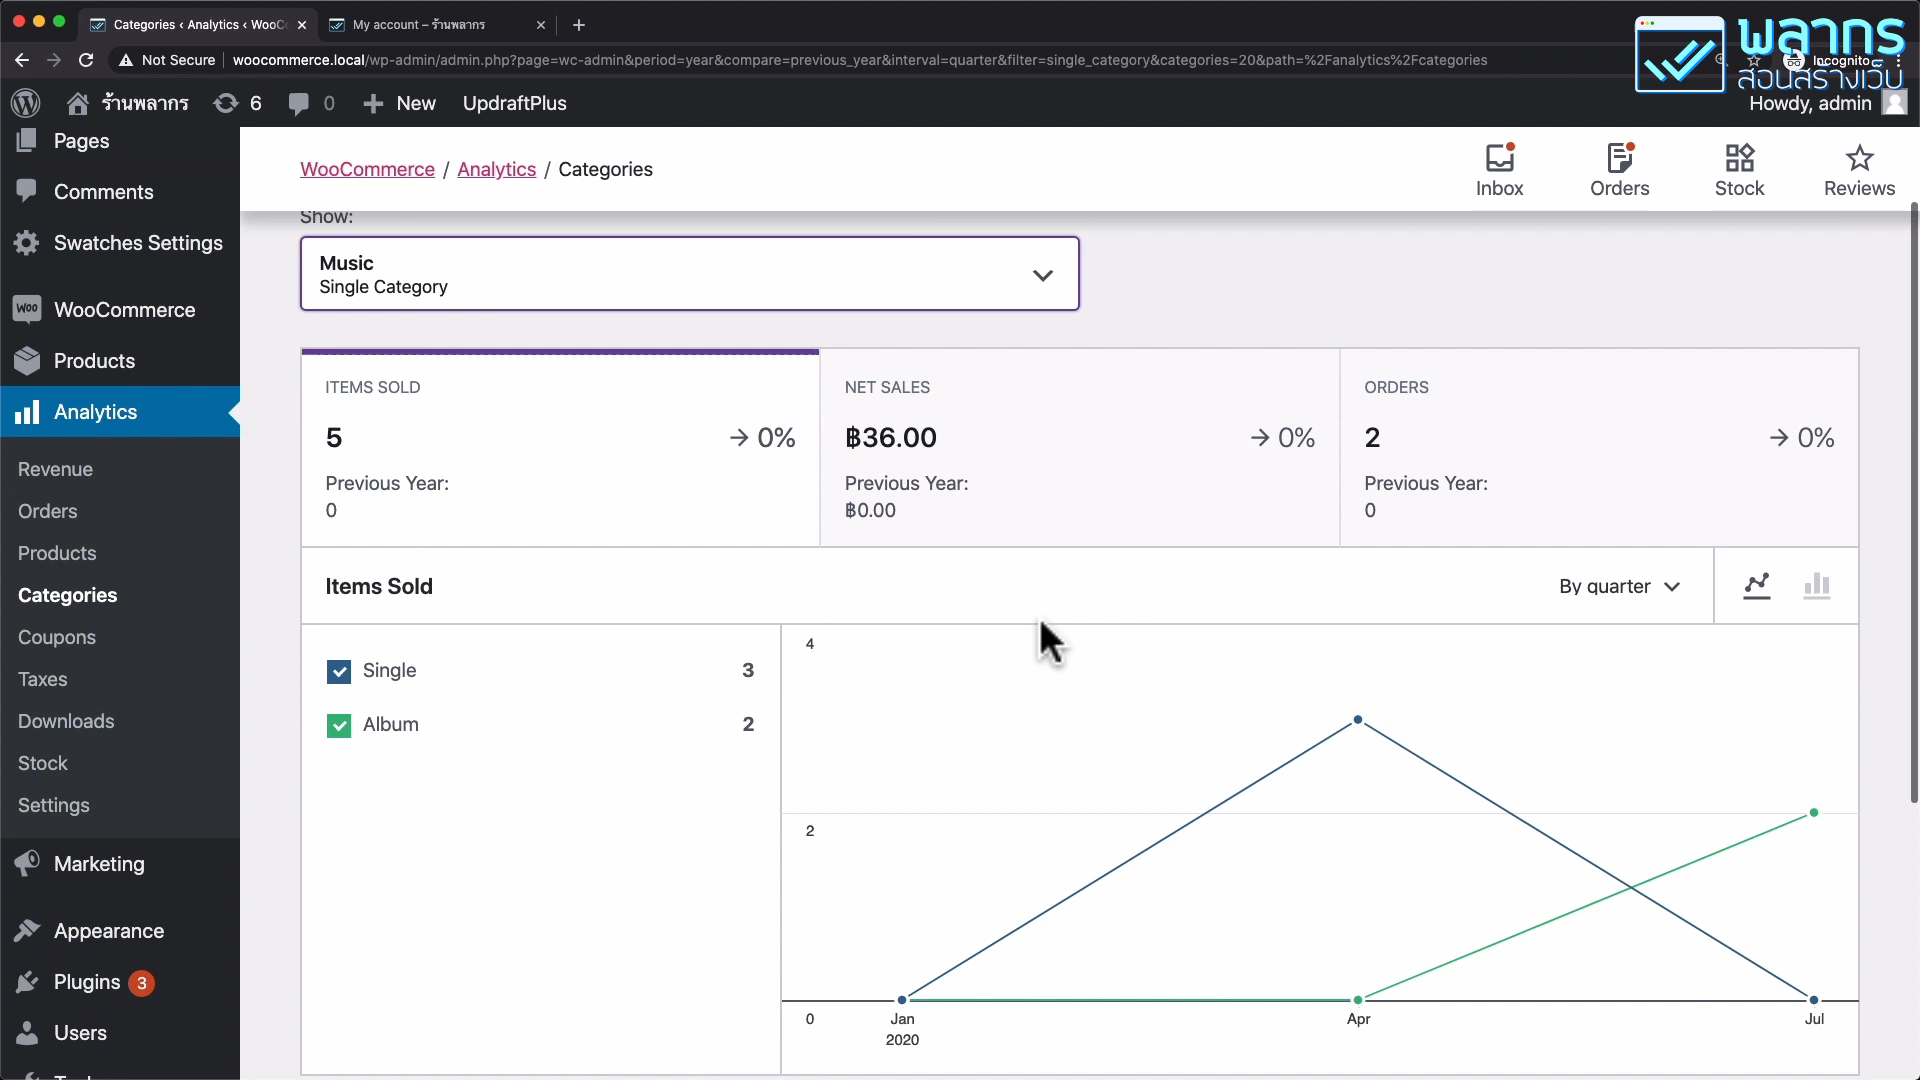 Categories ‹ Analytics ‹ WooC
My account – ร้านพลากร
Not Secure
woocommerce.local/wp-admin/admin.php?page=wc-admin&period=year&compare=previous_year&interval=quarter&filter=single_category&categories=20&path=%2Fanalytics%2Fcategories
Incognito
พลากร
สอนสร้างเว็บ
ร้านพลากร
6
0
New
UpdraftPlus
Howdy, admin
Pages
Comments
Swatches Settings
WooCommerce
Products
Analytics
Revenue
Orders
Products
Categories
Coupons
Taxes
Downloads
Stock
Settings
Marketing
Appearance
Plugins 3
Users
WooCommerce / Analytics / Categories
Inbox
Orders
Stock
Reviews
Show:
Music
Single Category
ITEMS SOLD
5
→ 0%
Previous Year:
0
NET SALES
฿36.00
→ 0%
Previous Year:
฿0.00
ORDERS
2
→ 0%
Previous Year:
0
Items Sold
By quarter
Single 3
Album 2
4
2
0
Jan
2020
Apr
Jul